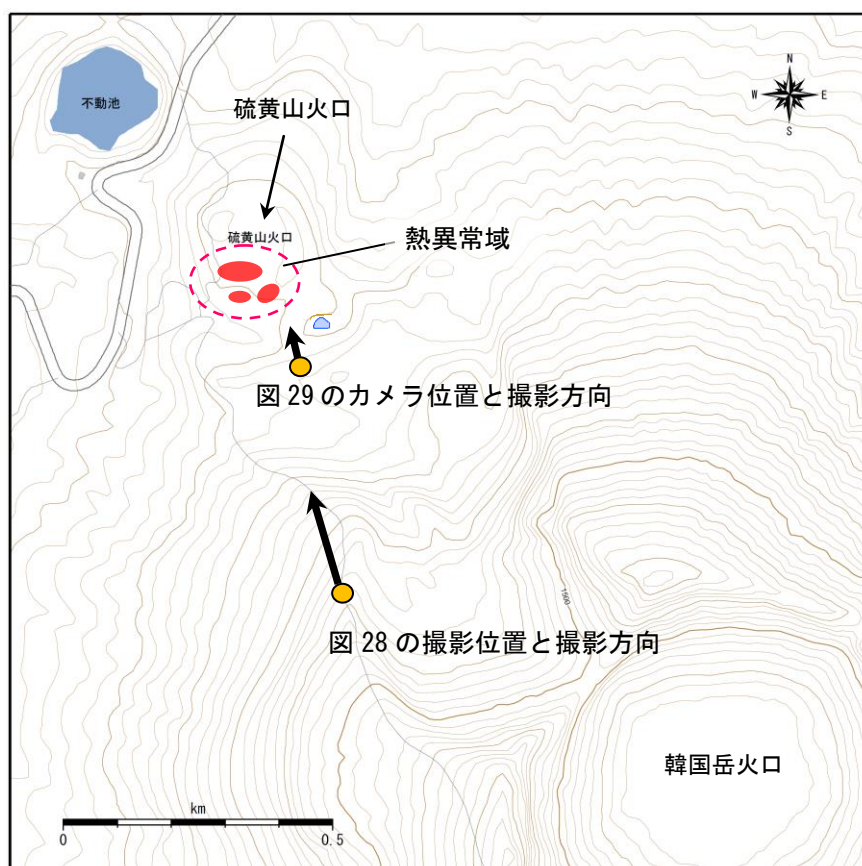 不動池
硫黄山火口
N
W
E
S
硫黄山火口
熱異常域
図 29 のカメラ位置と撮影方向
1500
図 28 の撮影位置と撮影方向
韓国岳火口
km
0
0.5